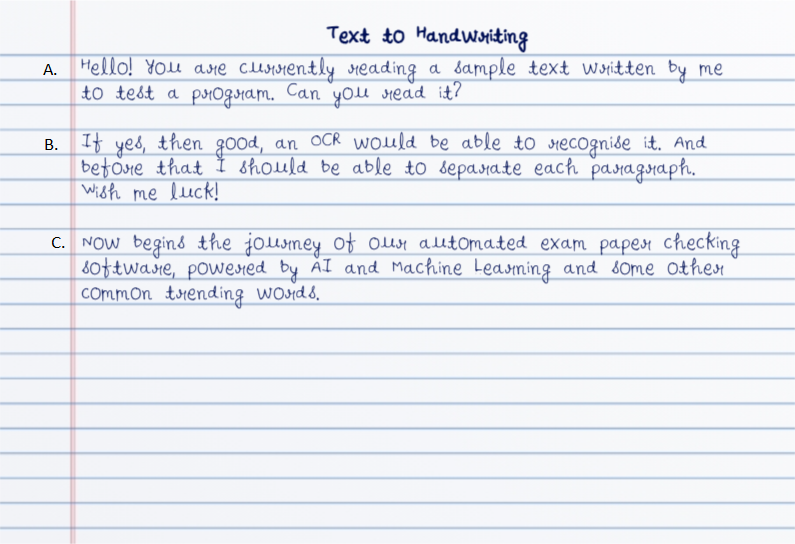 Text to Handwriting
A. Hello! You are currently reading a sample text written by me
to test a program. Can you read it?
B. If yes, then good, an OCR would be able to recognise it. And
before that I should be able to separate each paragraph.
Wish me luck!
C. Now begins the journey of our automated exam paper checking
software, powered by AI and Machine Learning and some other
common trending words.